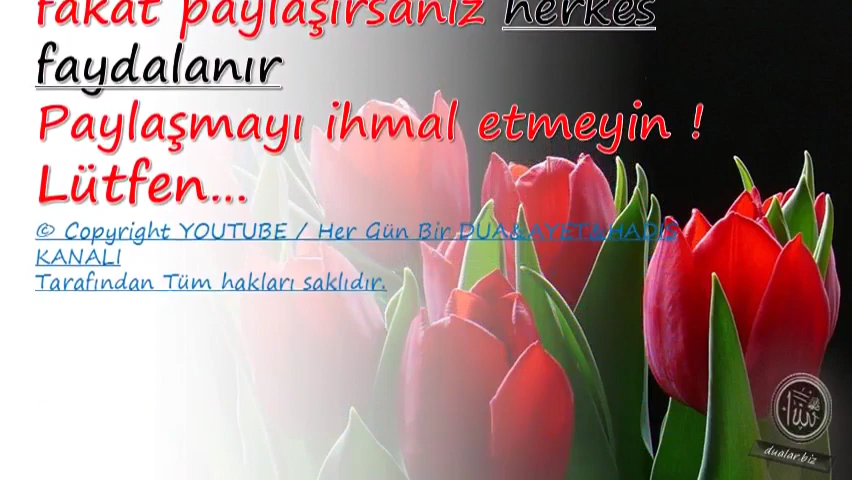 fakat paylaşırsanız herkes
faydalanır
Paylaşmayı ihmal etmeyin !
Lütfen...
© Copyright YOUTUBE / Her Gün Bir DUA&AYET&HADİS
KANALI
Tarafından Tüm hakları saklıdır.
dualar.biz